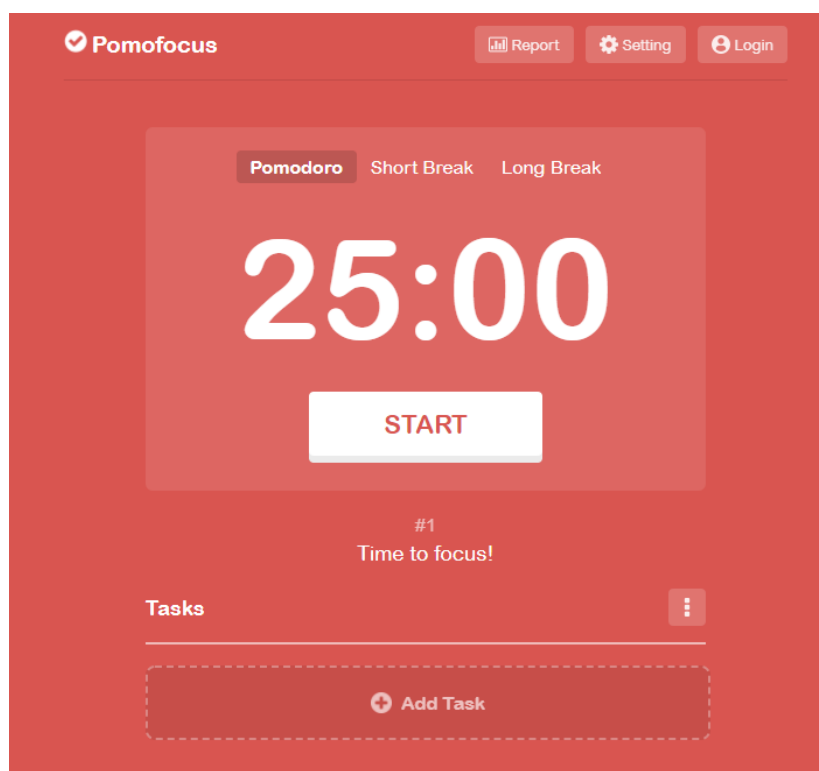 Pomofocus Report Setting Login
Pomodoro Short Break Long Break
25:00
START
#1
Time to focus!
Tasks
Add Task